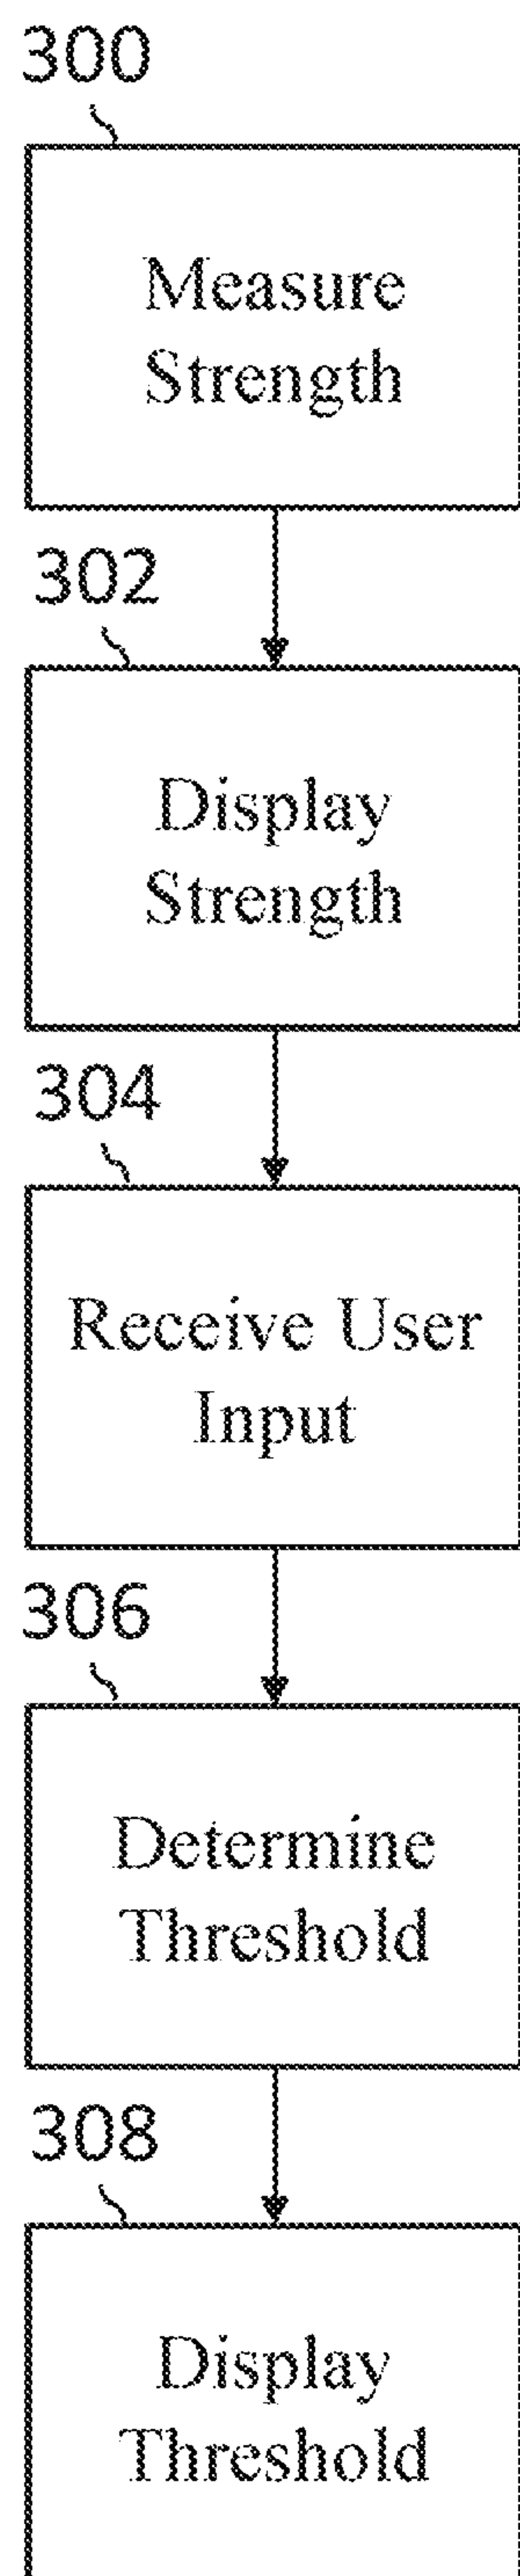 300
Measure
Strength
302
Display
Strength
304
Receive User
Input
306
Determine
Threshold
308
Display
Threshold